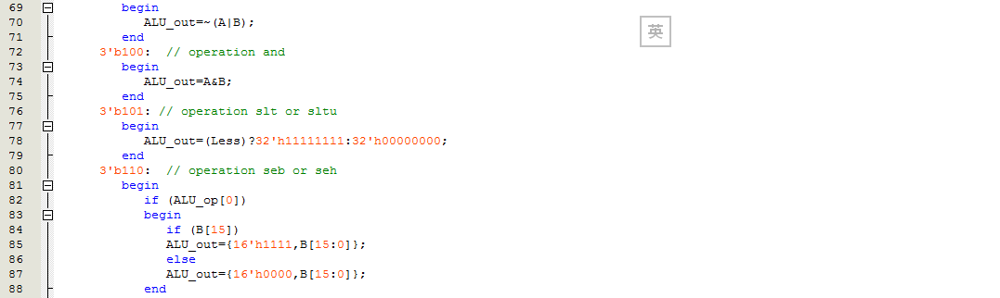 69 begin
70 ALU_out=~(A|B);
71 end
72 3'b100:  // operation and
73 begin
74 ALU_out=A&B;
75 end
76 3'b101: // operation slt or sltu
77 begin
78 ALU_out=(Less)?32'h11111111:32'h00000000;
79 end
80 3'b110:  // operation seb or seh
81 begin
82 if (ALU_op[0])
83 begin
84 if (B[15])
85 ALU_out={16'h1111,B[15:0]};
86 else
87 ALU_out={16'h0000,B[15:0]};
88 end
英